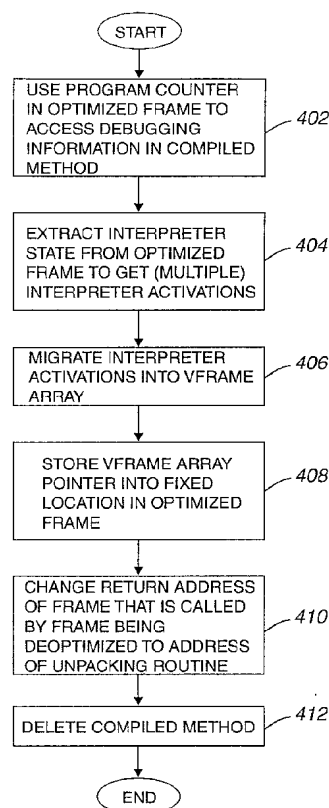 START
USE PROGRAM COUNTER
IN OPTIMIZED FRAME TO
ACCESS DEBUGGING
INFORMATION IN COMPILED
METHOD
402
EXTRACT INTERPRETER
STATE FROM OPTIMIZED
FRAME TO GET (MULTIPLE)
INTERPRETER ACTIVATIONS
404
MIGRATE INTERPRETER
ACTIVATIONS INTO VFRAME
ARRAY
406
STORE VFRAME ARRAY
POINTER INTO FIXED
LOCATION IN OPTIMIZED
FRAME
408
CHANGE RETURN ADDRESS
OF FRAME THAT IS CALLED
BY FRAME BEING
DEOPTIMIZED TO ADDRESS
OF UNPACKING ROUTINE
410
DELETE COMPILED METHOD
412
END